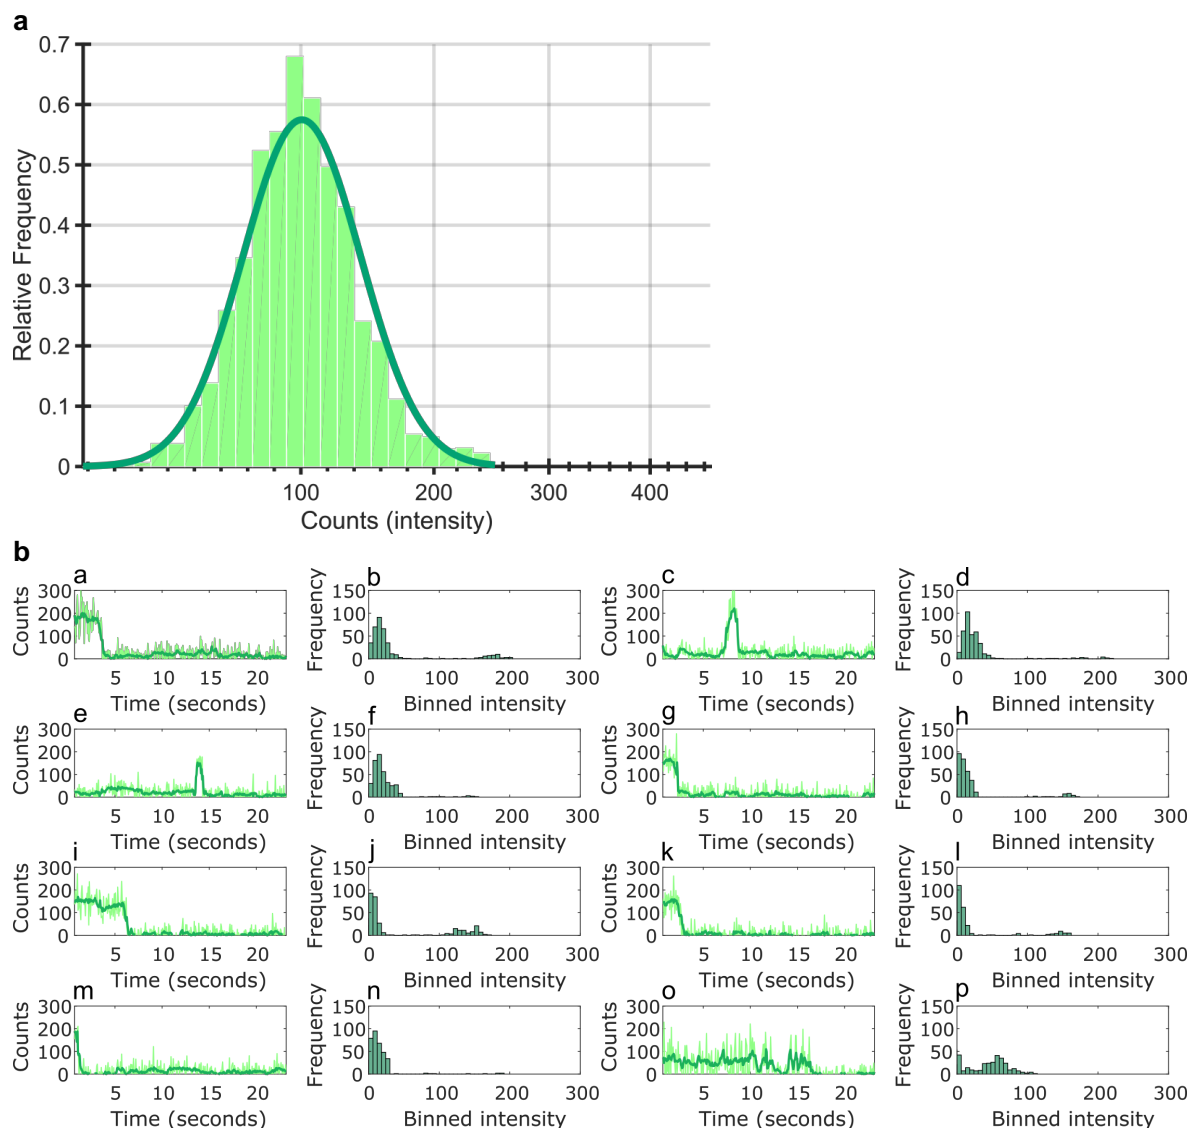 a
0.7
0.6
0.5
0.4
0.3
0.2
0.1
0
Relative Frequency
100 200 300 400
Counts (intensity)
b
a b c d
300 200 100 0 Counts 150 100 50 0 Frequency 300 200 100 0 Counts 150 100 50 0 Frequency
5 10 15 20 0 100 200 300 5 10 15 20 0 100 200 300
Time (seconds) Binned intensity Time (seconds) Binned intensity
e f g h
300 200 100 0 Counts 150 100 50 0 Frequency 300 200 100 0 Counts 150 100 50 0 Frequency
5 10 15 20 0 100 200 300 5 10 15 20 0 100 200 300
Time (seconds) Binned intensity Time (seconds) Binned intensity
i j k l
300 200 100 0 Counts 150 100 50 0 Frequency 300 200 100 0 Counts 150 100 50 0 Frequency
5 10 15 20 0 100 200 300 5 10 15 20 0 100 200 300
Time (seconds) Binned intensity Time (seconds) Binned intensity
m n o p
300 200 100 0 Counts 150 100 50 0 Frequency 300 200 100 0 Counts 150 100 50 0 Frequency
5 10 15 20 0 100 200 300 5 10 15 20 0 100 200 300
Time (seconds) Binned intensity Time (seconds) Binned intensity